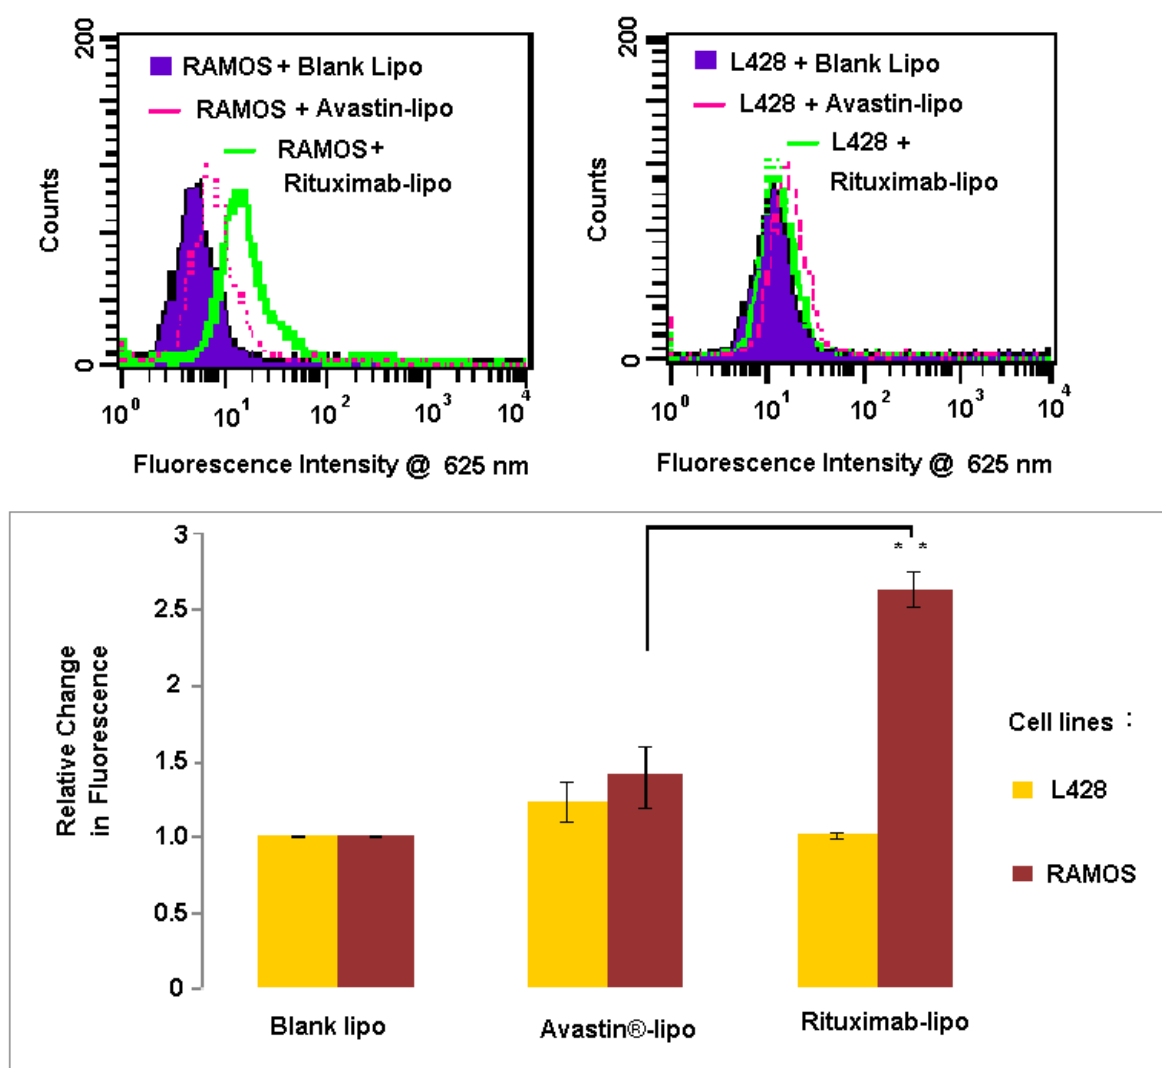 200
RAMOS + Blank Lipo
RAMOS + Avastin-lipo
RAMOS +
Rituximab-lipo
Counts
0
10^0 10^1 10^2 10^3 10^4
Fluorescence Intensity @ 625 nm
200
L428 + Blank Lipo
L428 + Avastin-lipo
L428 +
Rituximab-lipo
Counts
0
10^0 10^1 10^2 10^3 10^4
Fluorescence Intensity @ 625 nm
3
2.5
2
1.5
1.0
0.5
0
Relative Change
in Fluorescence
* *
Blank lipo
Avastin®-lipo
Rituximab-lipo
Cell lines :
L428
RAMOS